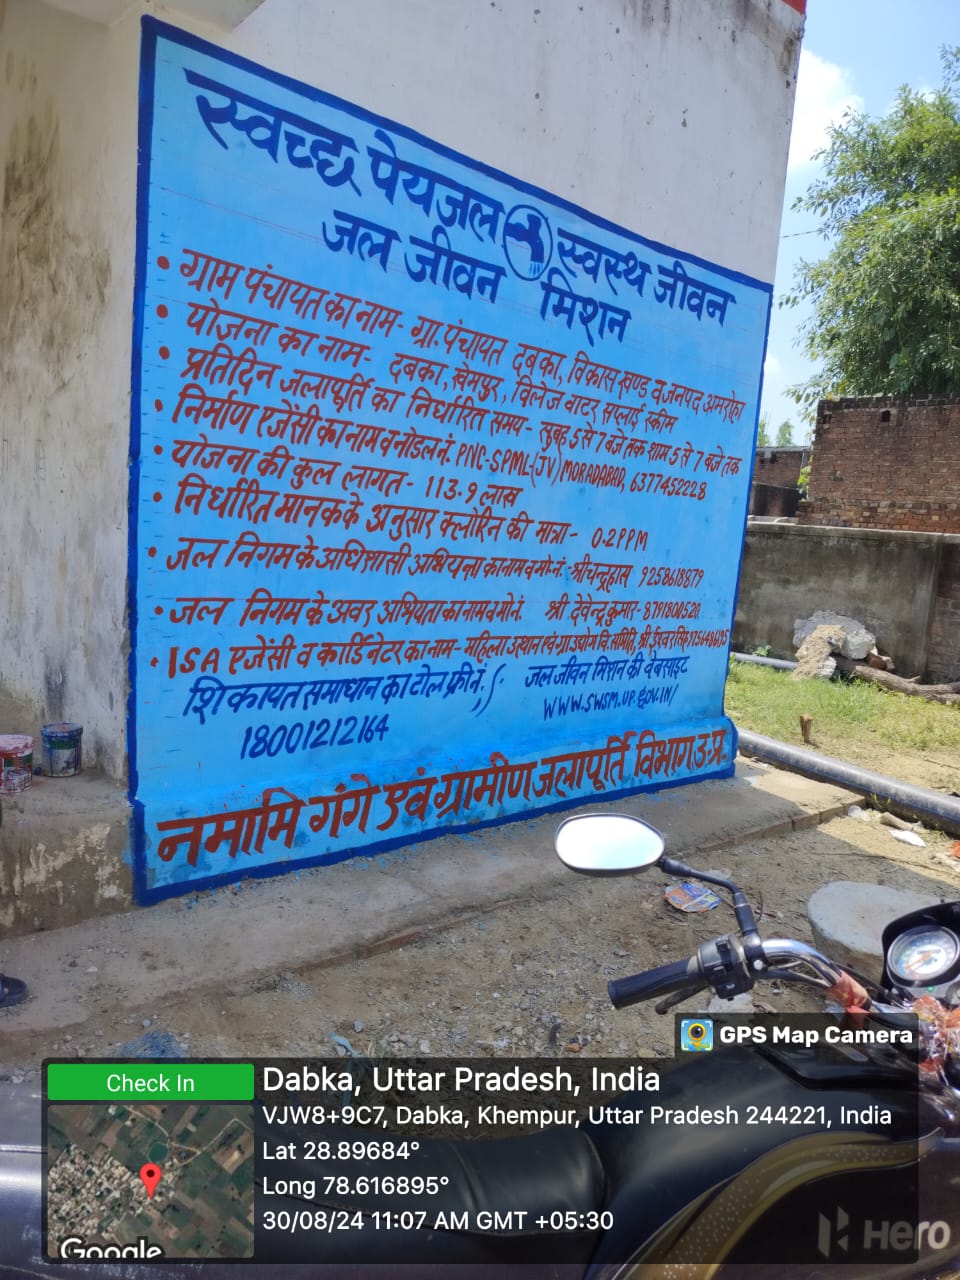 स्वच्छ पेयजल स्वस्थ जीवन
जल जीवन मिशन
• ग्राम पंचायत का नाम- ग्रा. पंचायत दबका, विकास खण्ड व जनपद अमरोहा
• योजना का नाम- दबका, खेमपुर, विलेज वाटर सप्लाई स्कीम
• प्रतिदिन जलापूर्ति का निर्धारित समय- सुबह 5 से 7 बजे तक शाम 5 से 7 बजे तक
• निर्माण एजेंसी का नाम व नोडल नं. PNC-SPML-(JV) MORADABAD, 6377452228
• योजना की कुल लागत- 113.9 लाख
• निर्धारित मानक के अनुसार क्लोरिन की मात्रा- 0.2PPM
• जल निगम के अधिशासी अभियन्ता का नाम व मो.नं.-श्री चन्द्रहास 9258618879
• जल निगम के अवर अभियंता का नाम व मो नं. श्री देवेन्द्र कुमार- 8791800520
• ISA एजेंसी व कार्डिनेटर का नाम- महिला उत्थान एवं ग्रा उद्योग वि. समिति, श्री ईश्वर सिंह
शिकायत समाधान का टोल फ्री नं.
18001212164
जल जीवन मिशन की वेबसाइट
WWW.SWSM.UP.GOV.IN/
नमामि गंगे एवं ग्रामीण जलापूर्ति विभाग उ.प्र.
GPS Map Camera
Check In
Dabka, Uttar Pradesh, India
VJW8+9C7, Dabka, Khempur, Uttar Pradesh 244221, India
Lat 28.89684°
Long 78.616895°
30/08/24 11:07 AM GMT +05:30
Google
Hero